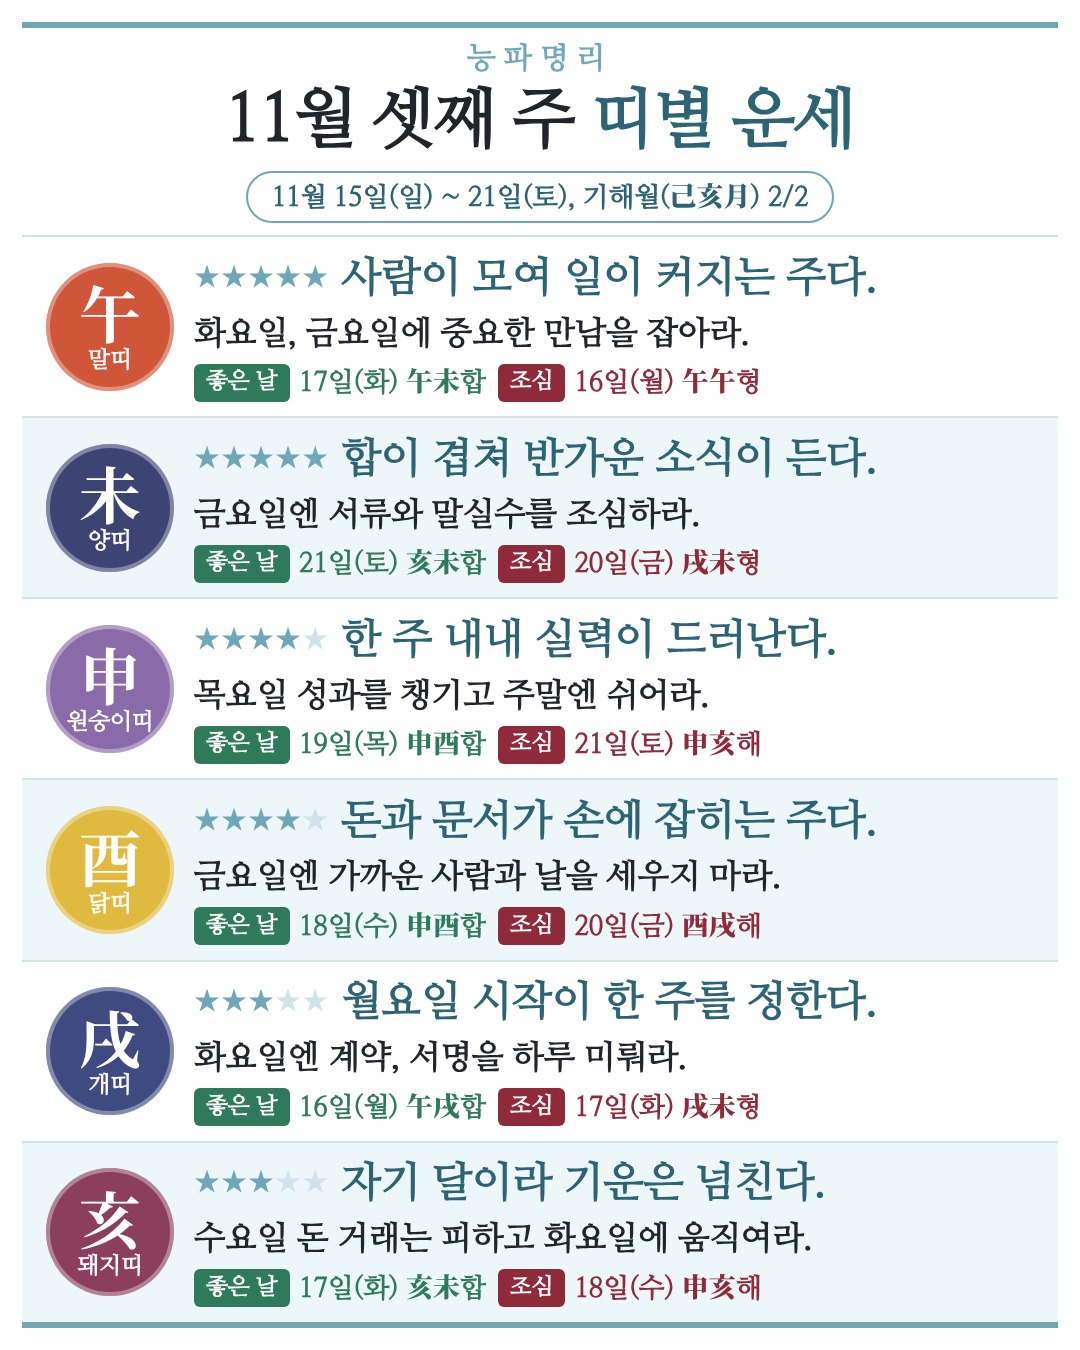 능파명리
11월 셋째 주 띠별 운세
11월 15일(일) ~ 21일(토), 기해월(己亥月) 2/2
午
말띠
★★★★★ 사람이 모여 일이 커지는 주다.
화요일, 금요일에 중요한 만남을 잡아라.
좋은 날 17일(화) 午未합 조심 16일(월) 午午형
未
양띠
★★★★★ 합이 겹쳐 반가운 소식이 든다.
금요일엔 서류와 말실수를 조심하라.
좋은 날 21일(토) 亥未합 조심 20일(금) 戌未형
申
원숭이띠
★★★★★ 한 주 내내 실력이 드러난다.
목요일 성과를 챙기고 주말엔 쉬어라.
좋은 날 19일(목) 申酉합 조심 21일(토) 申亥해
酉
닭띠
★★★★★ 돈과 문서가 손에 잡히는 주다.
금요일엔 가까운 사람과 날을 세우지 마라.
좋은 날 18일(수) 申酉합 조심 20일(금) 酉戌해
戌
개띠
★★★★★ 월요일 시작이 한 주를 정한다.
화요일엔 계약, 서명을 하루 미뤄라.
좋은 날 16일(월) 午戌합 조심 17일(화) 戌未형
亥
돼지띠
★★★★★ 자기 달이라 기운은 넘친다.
수요일 돈 거래는 피하고 화요일에 움직여라.
좋은 날 17일(화) 亥未합 조심 18일(수) 申亥해